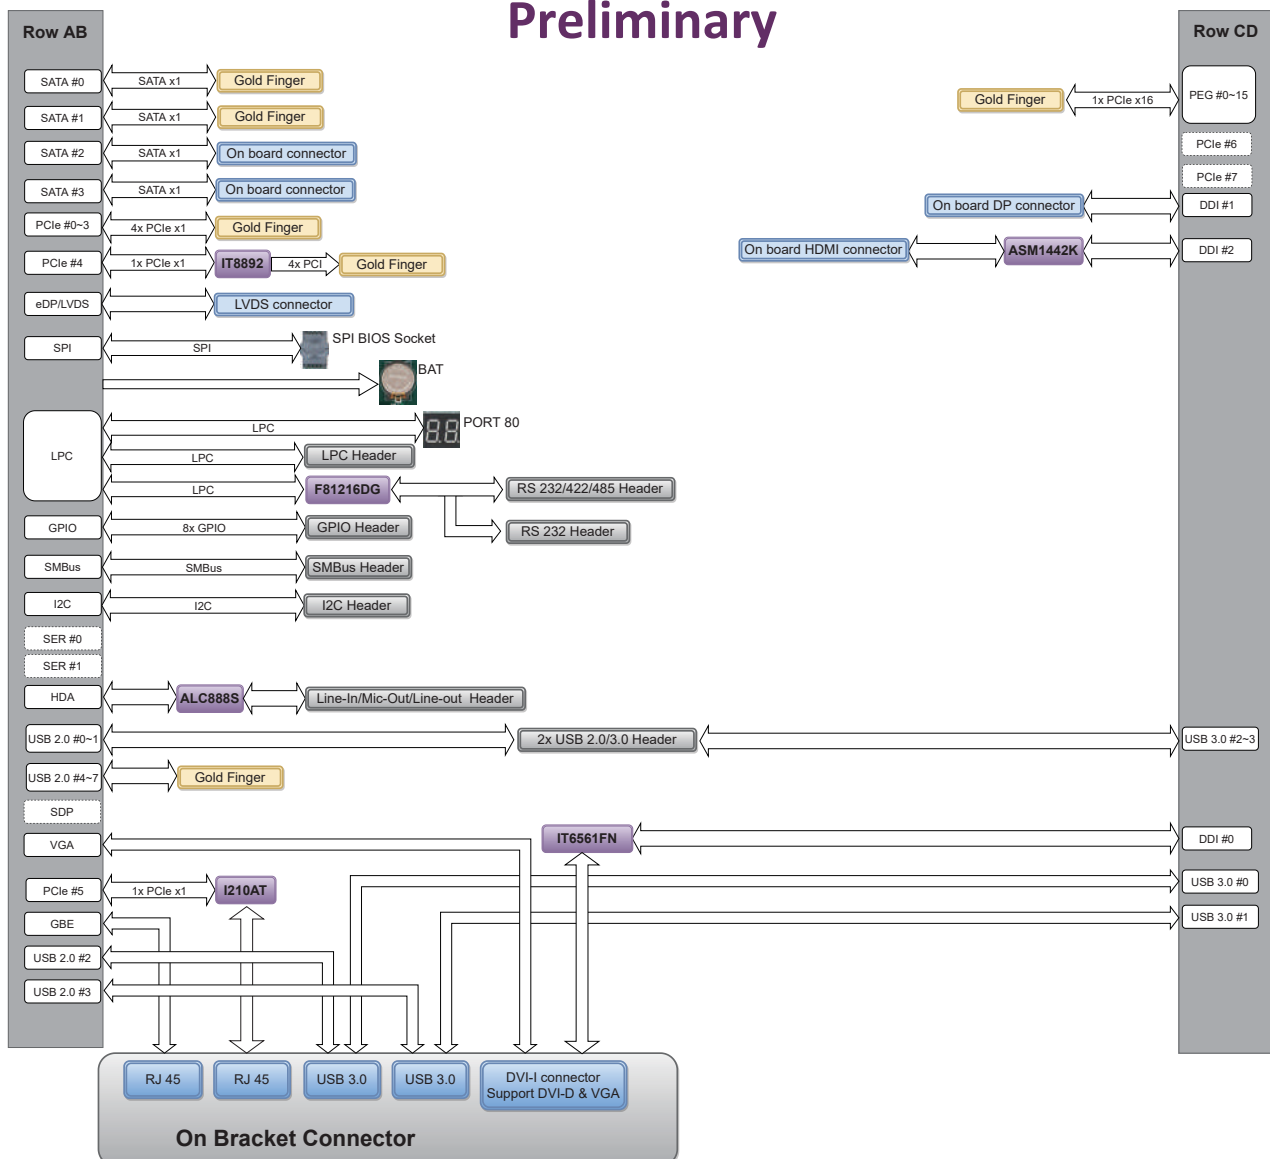 Preliminary
Row AB
Row CD
SATA #0
SATA x1
Gold Finger
Gold Finger
1x PCIe x16
PEG #0~15
SATA #1
SATA x1
Gold Finger
PCIe #6
SATA #2
SATA x1
On board connector
PCIe #7
SATA #3
SATA x1
On board connector
On board DP connector
DDI #1
PCIe #0~3
4x PCIe x1
Gold Finger
On board HDMI connector
ASM1442K
DDI #2
PCIe #4
1x PCIe x1
IT8892
4x PCI
Gold Finger
eDP/LVDS
LVDS connector
SPI
SPI
SPI BIOS Socket
BAT
LPC
LPC
88
PORT 80
LPC
LPC Header
LPC
F81216DG
RS 232/422/485 Header
RS 232 Header
GPIO
8x GPIO
GPIO Header
SMBus
SMBus
SMBus Header
I2C
I2C
I2C Header
SER #0
SER #1
HDA
ALC888S
Line-In/Mic-Out/Line-out Header
USB 2.0 #0~1
2x USB 2.0/3.0 Header
USB 3.0 #2~3
USB 2.0 #4~7
Gold Finger
SDP
VGA
IT6561FN
DDI #0
PCIe #5
1x PCIe x1
I210AT
USB 3.0 #0
GBE
USB 3.0 #1
USB 2.0 #2
USB 2.0 #3
RJ 45
RJ 45
USB 3.0
USB 3.0
DVI-I connector
Support DVI-D & VGA
On Bracket Connector